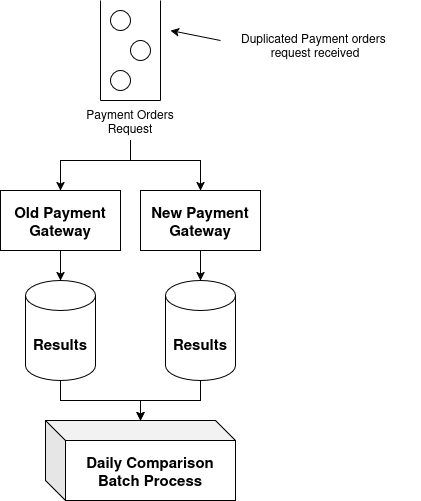 Duplicated Payment orders
request received
Payment Orders
Request
Old Payment
Gateway
New Payment
Gateway
Results
Results
Daily Comparison
Batch Process